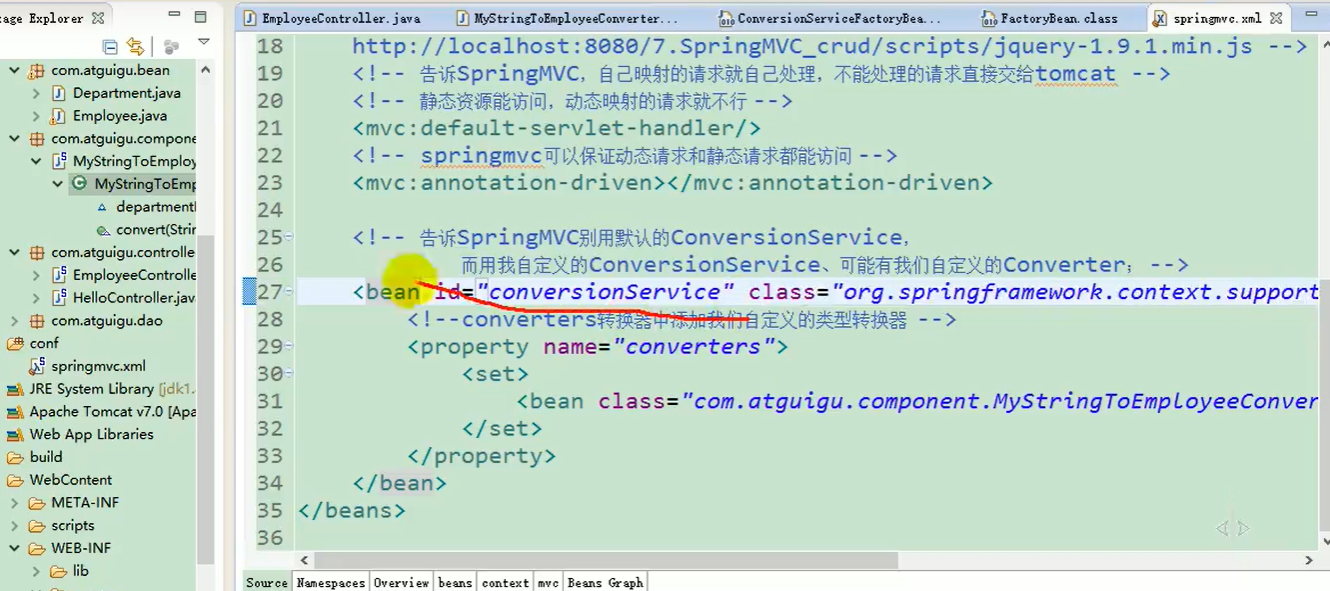 age Explorer
com.atguigu.bean
Department.java
Employee.java
com.atguigu.compone
MyStringToEmploy
MyStringToEmp
department
convert(Strin
com.atguigu.controlle
EmployeeControlle
HelloController.jav
com.atguigu.dao
conf
springmvc.xml
JRE System Library [jdk1.
Apache Tomcat v7.0 [Apa
Web App Libraries
build
WebContent
META-INF
scripts
WEB-INF
lib
EmployeeController.java MyStringToEmployeeConverter... ConversionServiceFactoryBea... FactoryBean.class springmvc.xml
18 http://localhost:8080/7.SpringMVC_crud/scripts/jquery-1.9.1.min.js -->
19 <!-- 告诉SpringMVC，自己映射的请求就自己处理，不能处理的请求直接交给tomcat -->
20 <!-- 静态资源能访问，动态映射的请求就不行 -->
21 <mvc:default-servlet-handler/>
22 <!-- springmvc可以保证动态请求和静态请求都能访问 -->
23 <mvc:annotation-driven></mvc:annotation-driven>
24
25 <!-- 告诉SpringMVC别用默认的ConversionService，
26 而用我自定义的ConversionService、可能有我们自定义的Converter； -->
27 <bean id="conversionService" class="org.springframework.context.support
28 <!--converters转换器中添加我们自定义的类型转换器 -->
29 <property name="converters">
30 <set>
31 <bean class="com.atguigu.component.MyStringToEmployeeConver
32 </set>
33 </property>
34 </bean>
35 </beans>
36
Source Namespaces Overview beans context mvc Beans Graph